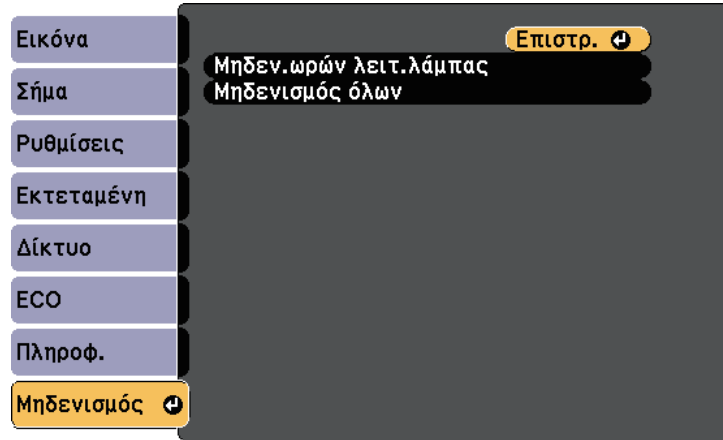 Εικόνα
Σήμα
Ρυθμίσεις
Εκτεταμένη
Δίκτυο
ECO
Πληροφ.
Μηδενισμός
Επιστρ.
Μηδεν.ωρών λειτ.λάμπας
Μηδενισμός όλων